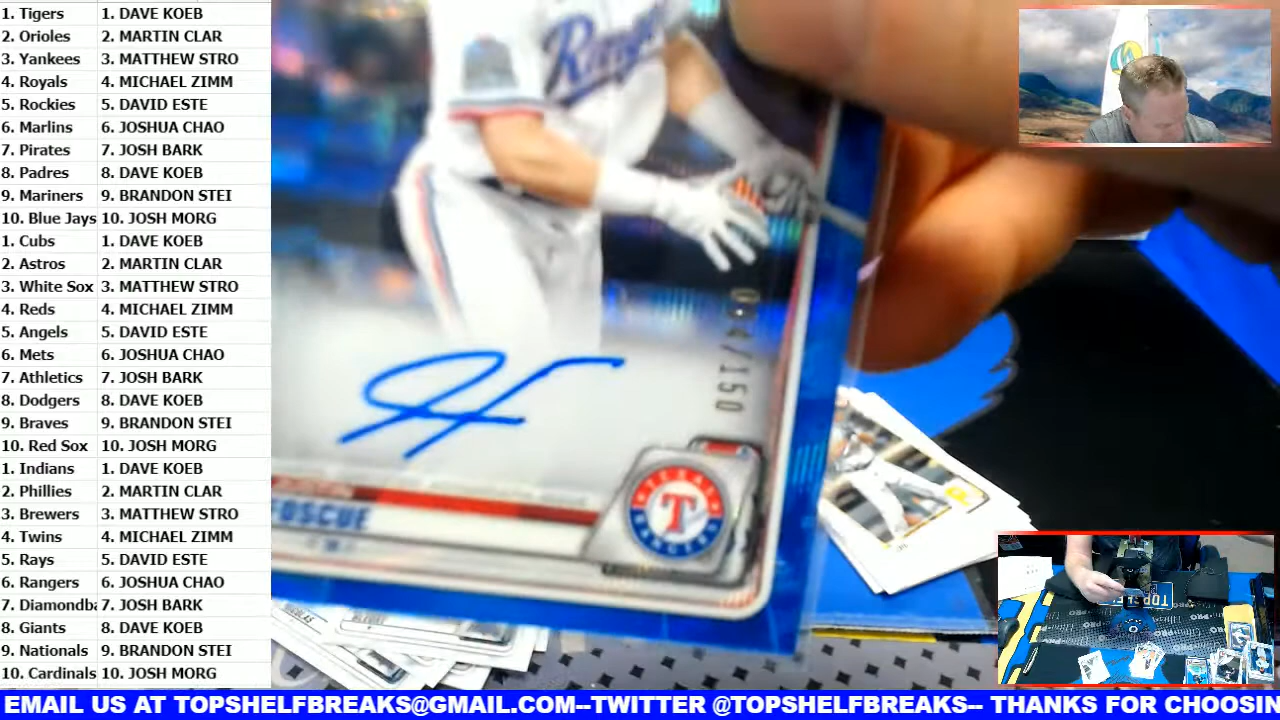 1. Tigers 1. DAVE KOEB
2. Orioles 2. MARTIN CLAR
3. Yankees 3. MATTHEW STRO
4. Royals 4. MICHAEL ZIMM
5. Rockies 5. DAVID ESTE
6. Marlins 6. JOSHUA CHAO
7. Pirates 7. JOSH BARK
8. Padres 8. DAVE KOEB
9. Mariners 9. BRANDON STEI
10. Blue Jays 10. JOSH MORG
1. Cubs 1. DAVE KOEB
2. Astros 2. MARTIN CLAR
3. White Sox 3. MATTHEW STRO
4. Reds 4. MICHAEL ZIMM
5. Angels 5. DAVID ESTE
6. Mets 6. JOSHUA CHAO
7. Athletics 7. JOSH BARK
8. Dodgers 8. DAVE KOEB
9. Braves 9. BRANDON STEI
10. Red Sox 10. JOSH MORG
1. Indians 1. DAVE KOEB
2. Phillies 2. MARTIN CLAR
3. Brewers 3. MATTHEW STRO
4. Twins 4. MICHAEL ZIMM
5. Rays 5. DAVID ESTE
6. Rangers 6. JOSHUA CHAO
7. Diamondba 7. JOSH BARK
8. Giants 8. DAVE KOEB
9. Nationals 9. BRANDON STEI
10. Cardinals 10. JOSH MORG
Rangers
FOSCUE
TEXAS
T
RANGERS
EMAIL US AT TOPSHELFBREAKS@GMAIL.COM--TWITTER @TOPSHELFBREAKS-- THANKS FOR CHOOSIN